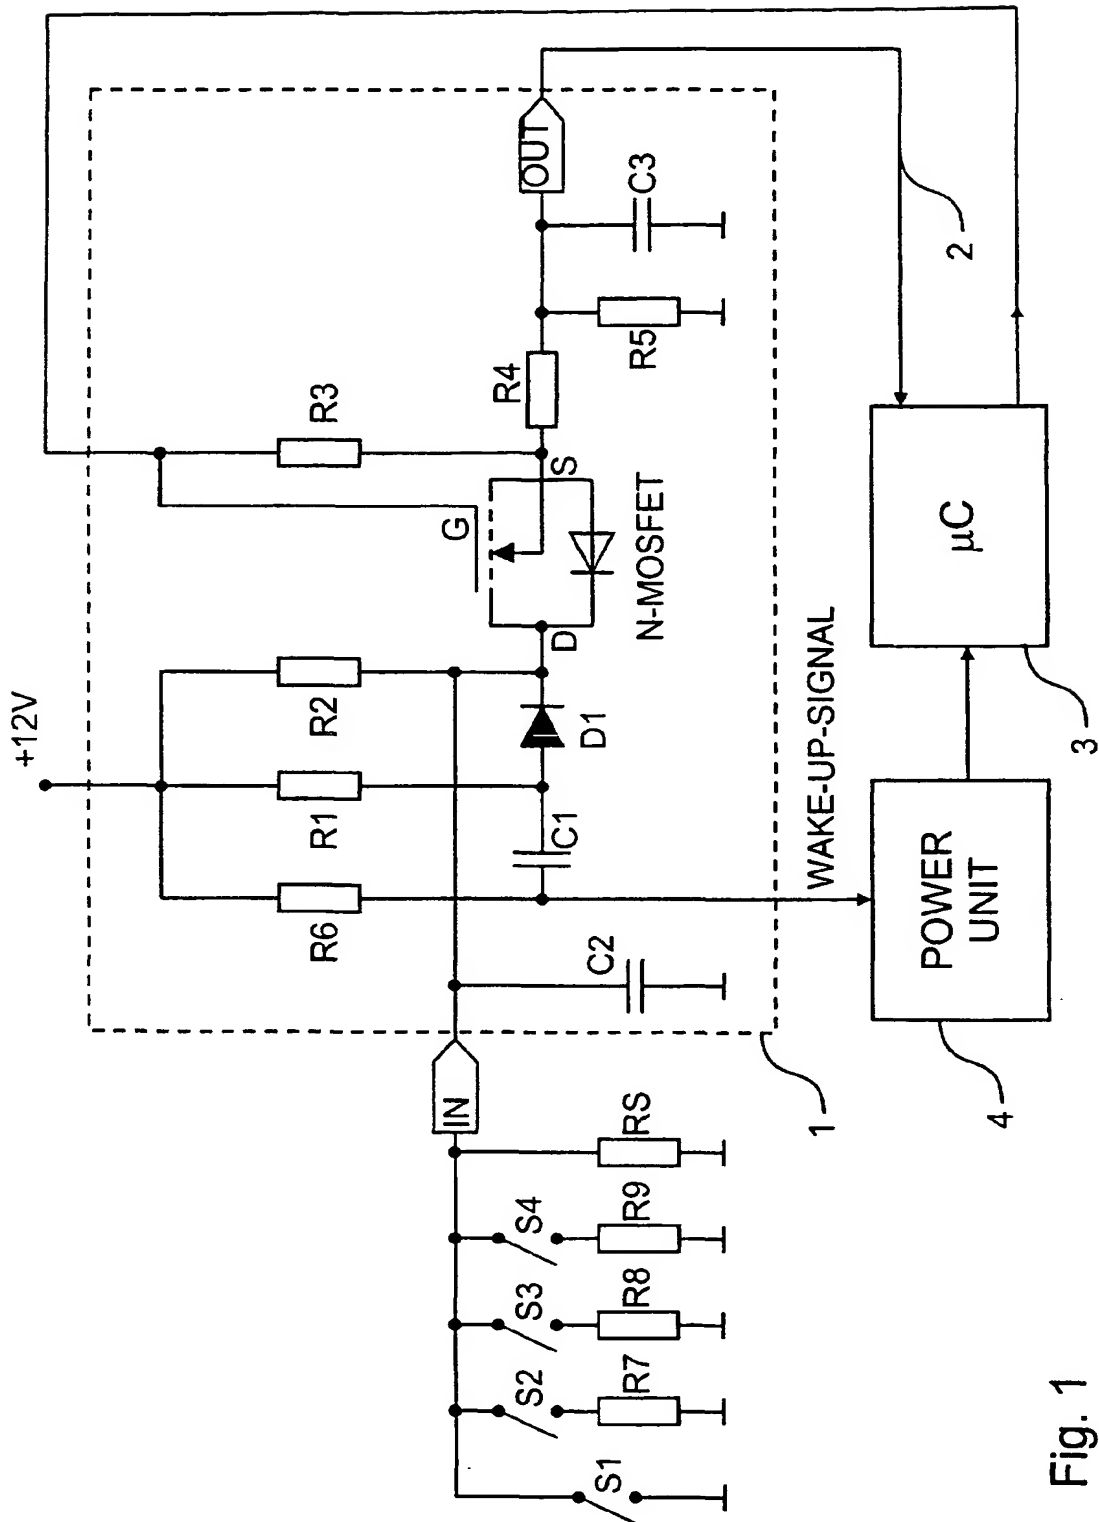 +12V
R6
R1
R2
R3
C2
C1
D1
D
G
S
N-MOSFET
R4
R5
C3
OUT
IN
S1
S2
S3
S4
R7
R8
R9
RS
WAKE-UP-SIGNAL
POWER
UNIT
µC
1
2
3
4
Fig. 1